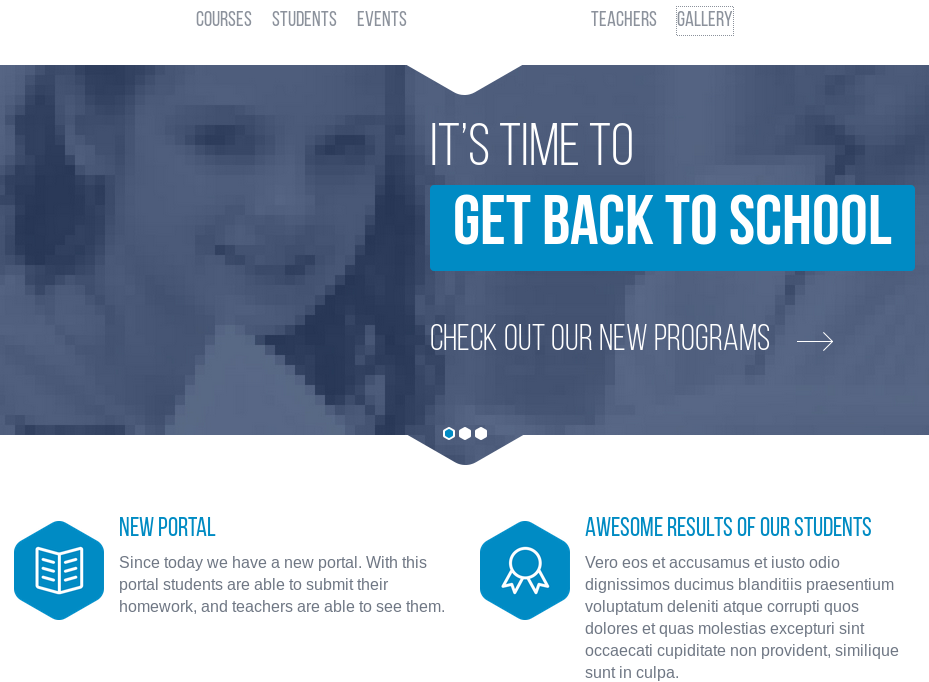 COURSES STUDENTS EVENTS TEACHERS GALLERY
IT’S TIME TO
GET BACK TO SCHOOL
CHECK OUT OUR NEW PROGRAMS
NEW PORTAL
Since today we have a new portal. With this
portal students are able to submit their
homework, and teachers are able to see them.
AWESOME RESULTS OF OUR STUDENTS
Vero eos et accusamus et iusto odio
dignissimos ducimus blanditiis praesentium
voluptatum deleniti atque corrupti quos
dolores et quas molestias excepturi sint
occaecati cupiditate non provident, similique
sunt in culpa.